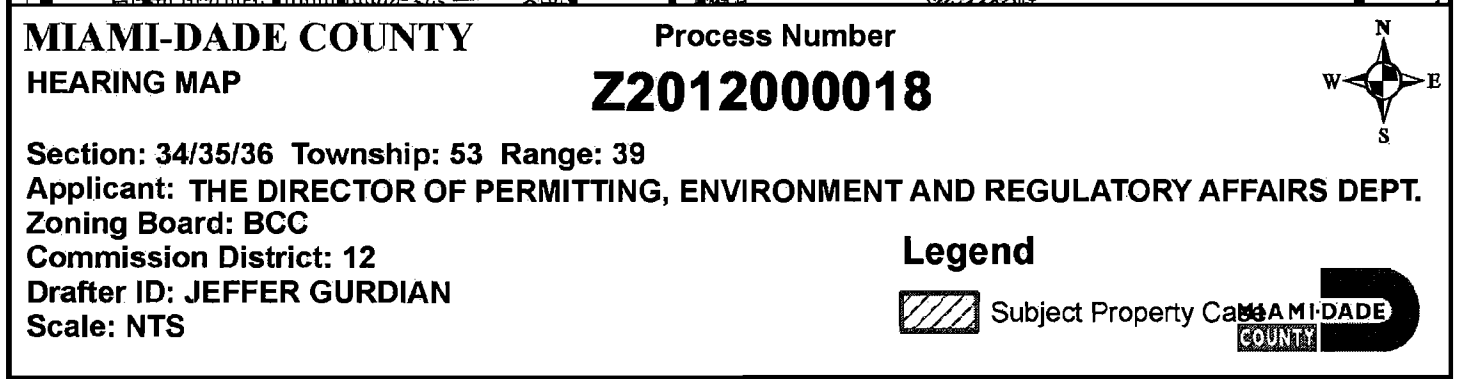 MIAMI-DADE COUNTY
HEARING MAP
Process Number
Z2012000018
N
W E
S
Section: 34/35/36 Township: 53 Range: 39
Applicant: THE DIRECTOR OF PERMITTING, ENVIRONMENT AND REGULATORY AFFAIRS DEPT.
Zoning Board: BCC
Commission District: 12
Drafter ID: JEFFER GURDIAN
Scale: NTS
Legend
Subject Property Case
MIAMI-DADE
COUNTY